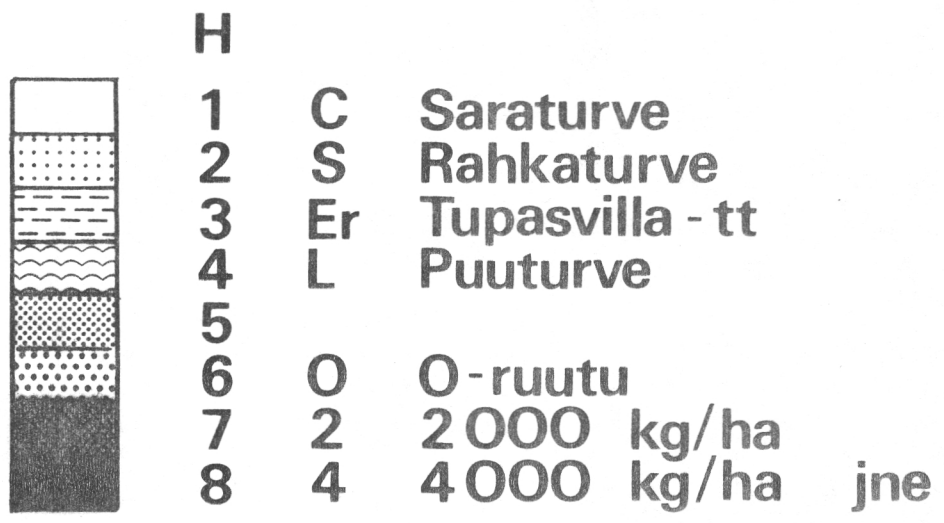 H
1 C Saraturve
2 S Rahkaturve
3 Er Tupasvilla - tt
4 L Puuturve
5
6 O O-ruutu
7 2 2000 kg/ha
8 4 4000 kg/ha jne